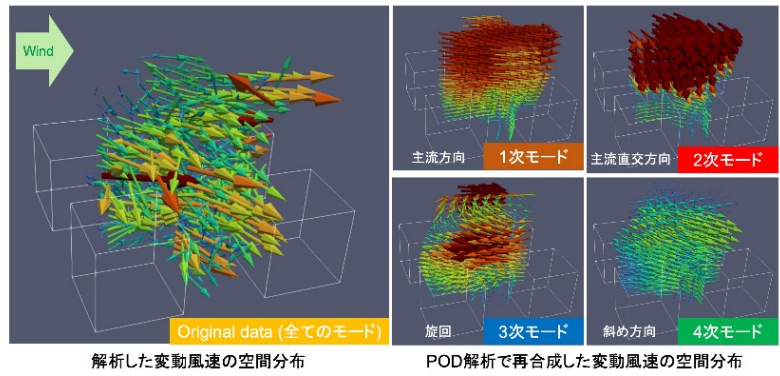 Wind
Original data (全てのモード)
解析した変動風速の空間分布
主流方向
1次モード
主流直交方向
2次モード
旋回
3次モード
斜め方向
4次モード
POD解析で再合成した変動風速の空間分布